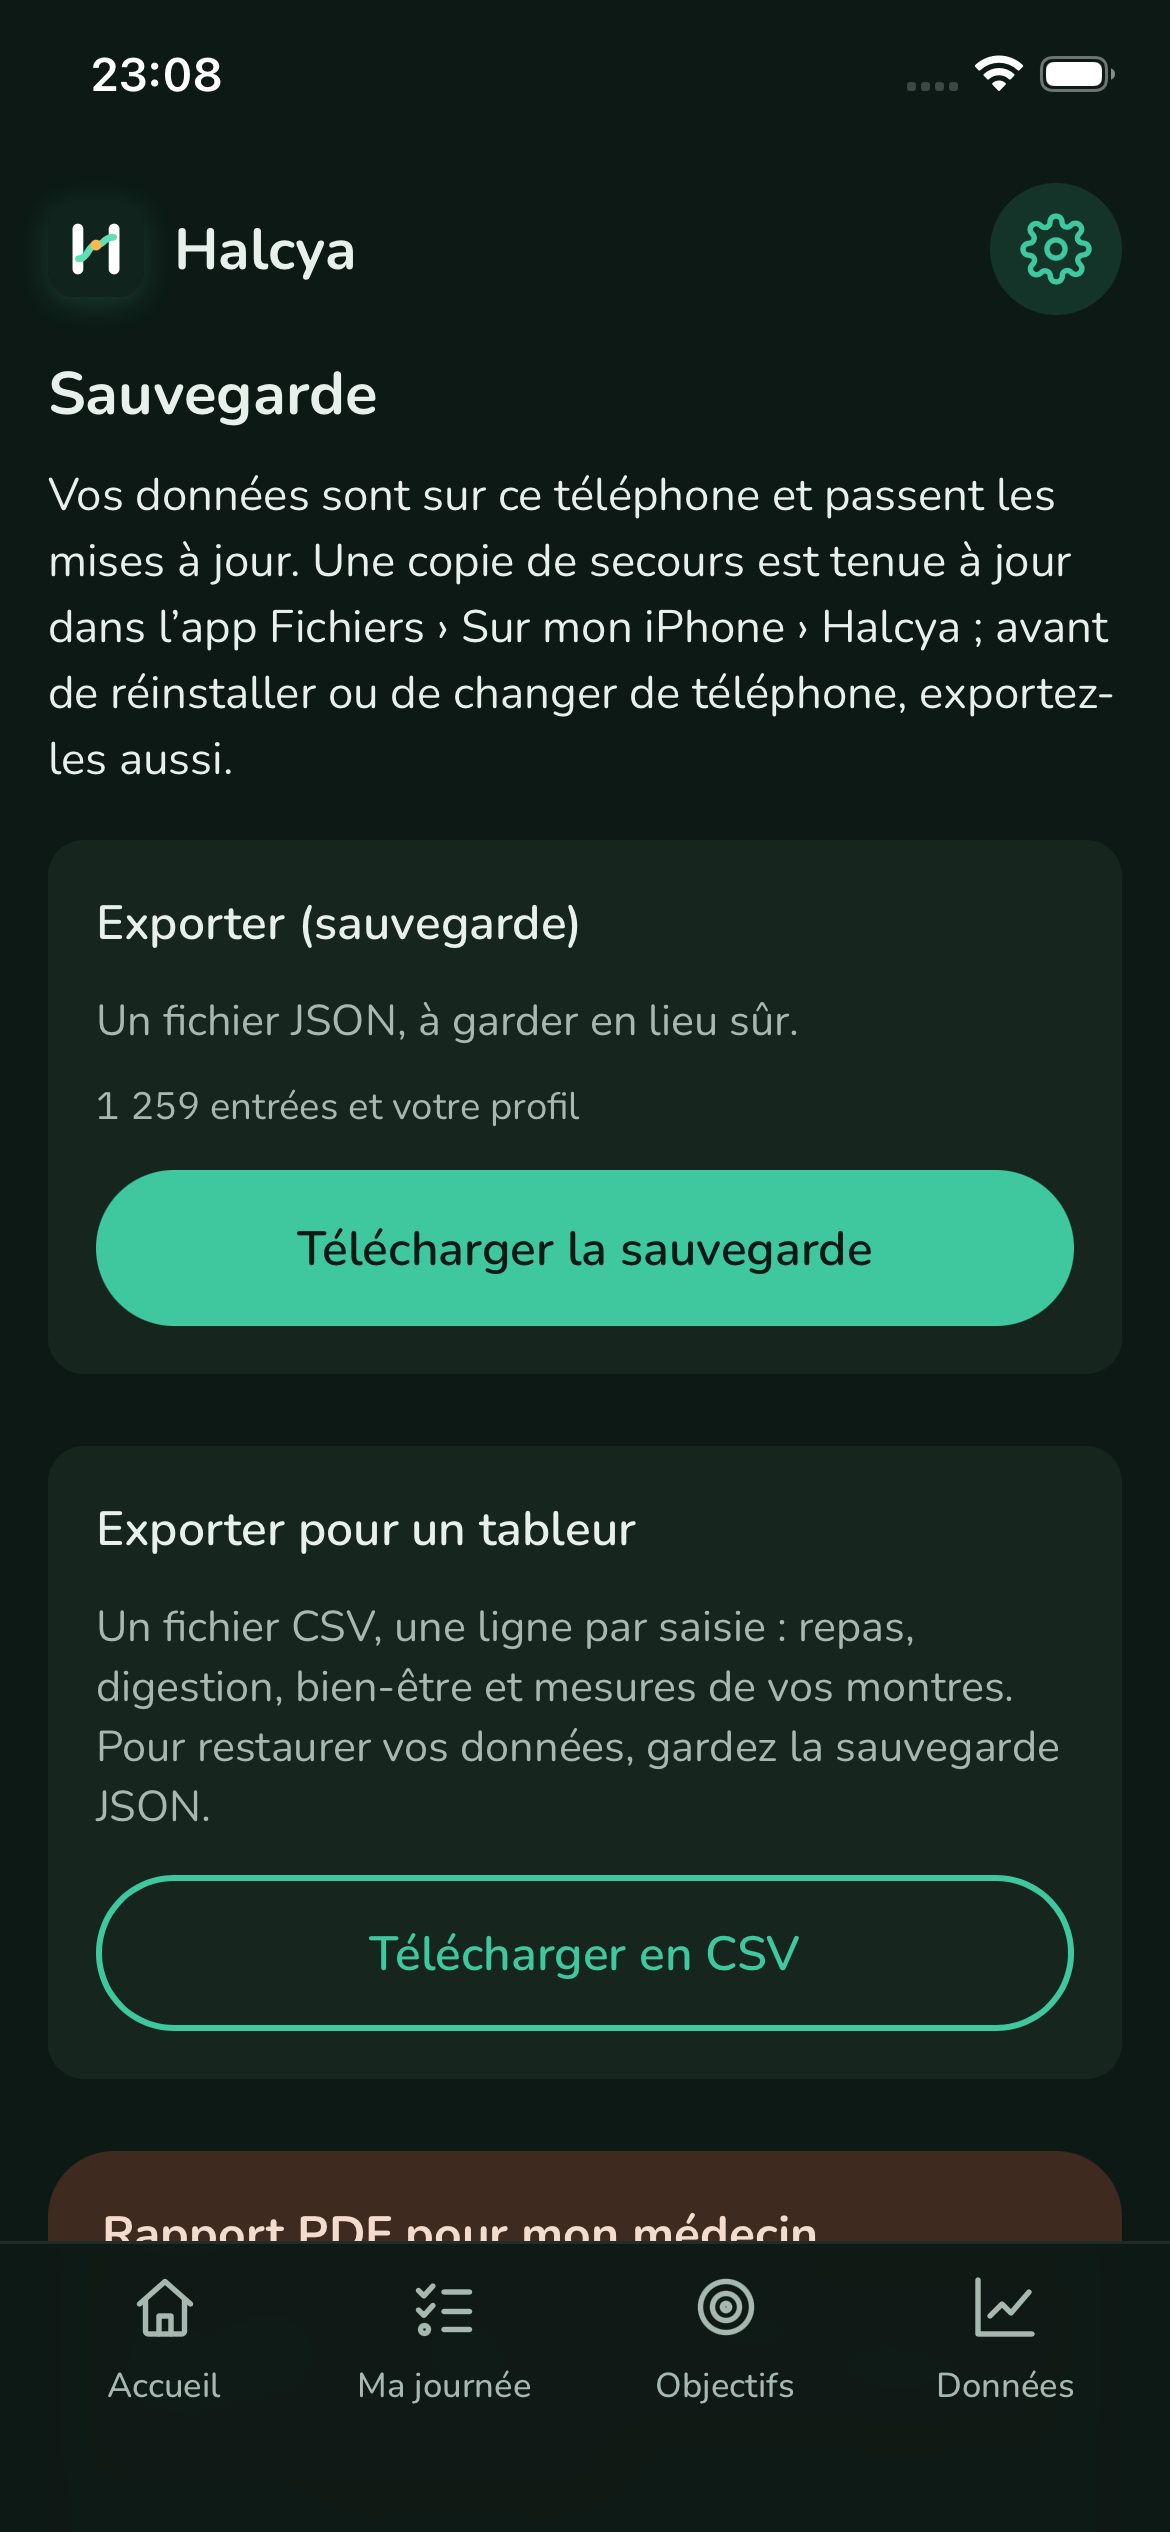 23:08
Halcya
Sauvegarde
Vos données sont sur ce téléphone et passent les
mises à jour. Une copie de secours est tenue à jour
dans l’app Fichiers › Sur mon iPhone › Halcya ; avant
de réinstaller ou de changer de téléphone, exportez-
les aussi.
Exporter (sauvegarde)
Un fichier JSON, à garder en lieu sûr.
1 259 entrées et votre profil
Télécharger la sauvegarde
Exporter pour un tableur
Un fichier CSV, une ligne par saisie : repas,
digestion, bien-être et mesures de vos montres.
Pour restaurer vos données, gardez la sauvegarde
JSON.
Télécharger en CSV
Rapport PDF pour mon médecin
Accueil
Ma journée
Objectifs
Données